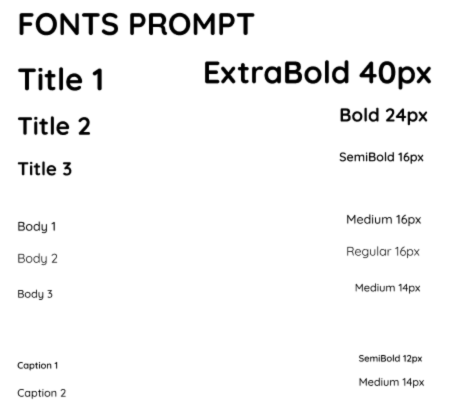 FONTS PROMPT
Title 1 ExtraBold 40px
Title 2 Bold 24px
Title 3 SemiBold 16px
Body 1 Medium 16px
Body 2 Regular 16px
Body 3 Medium 14px
Caption 1 SemiBold 12px
Caption 2 Medium 14px